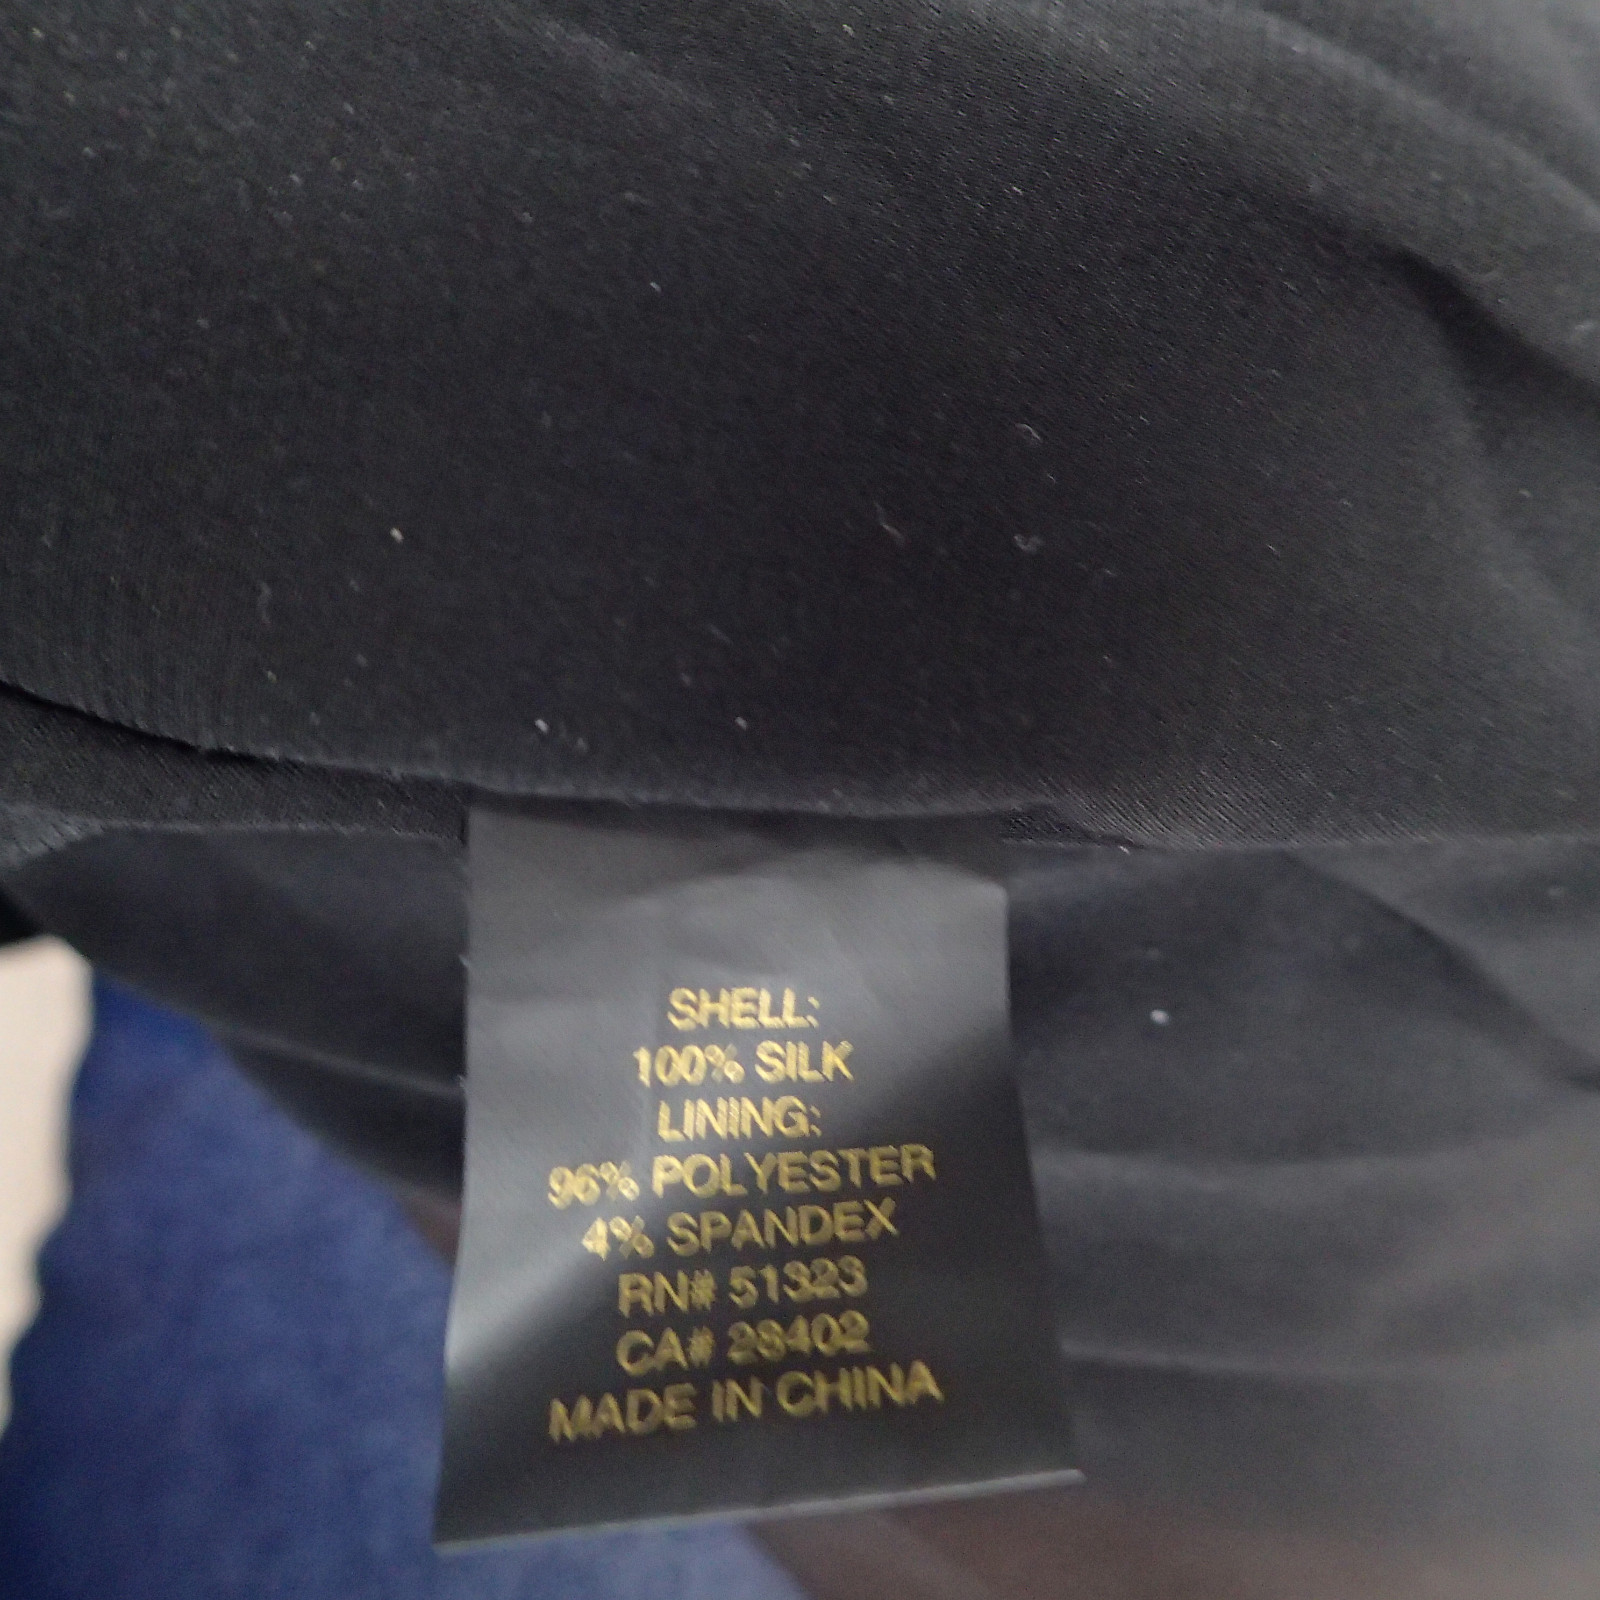 SHELL:
100% SILK
LINING:
96% POLYESTER
4% SPANDEX
RN# 51323
CA# 28402
MADE IN CHINA